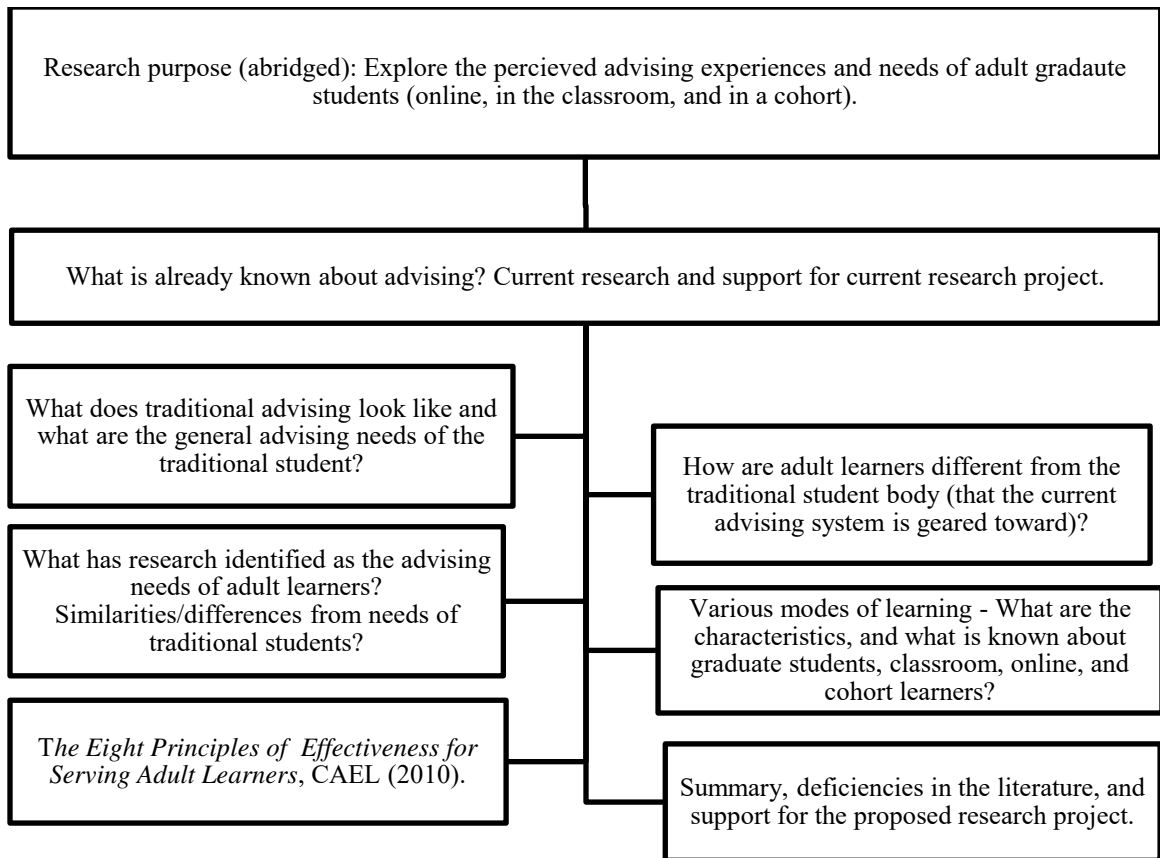 Research purpose (abridged): Explore the percieved advising experiences and needs of adult gradaute
students (online, in the classroom, and in a cohort).
What is already known about advising? Current research and support for current research project.
What does traditional advising look like and
what are the general advising needs of the
traditional student?
How are adult learners different from the
traditional student body (that the current
advising system is geared toward)?
What has research identified as the advising
needs of adult learners?
Similarities/differences from needs of
traditional students?
Various modes of learning - What are the
characteristics, and what is known about
graduate students, classroom, online, and
cohort learners?
The Eight Principles of Effectiveness for
Serving Adult Learners, CAEL (2010).
Summary, deficiencies in the literature, and
support for the proposed research project.